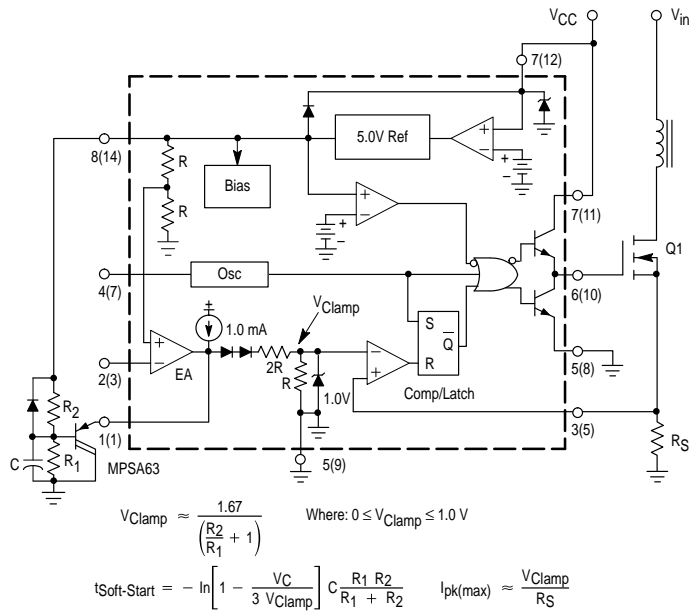 VCC
Vin
7(12)
5.0V Ref
+
–
+
–
8(14)
R
Bias
R
+
–
+
–
7(11)
Q1
Osc
4(7)
6(10)
VClamp
±
1.0 mA
S
Q
R
+
–
EA
2R
R
1.0V
–
+
Comp/Latch
5(8)
2(3)
R2
1(1)
3(5)
C
R1
MPSA63
5(9)
RS
VClamp ≈ 1.67 / (R2/R1 + 1) Where: 0 ≤ VClamp ≤ 1.0 V
tSoft-Start = – ln[1 – VC / 3 VClamp] C R1 R2 / R1 + R2 Ipk(max) ≈ VClamp / RS